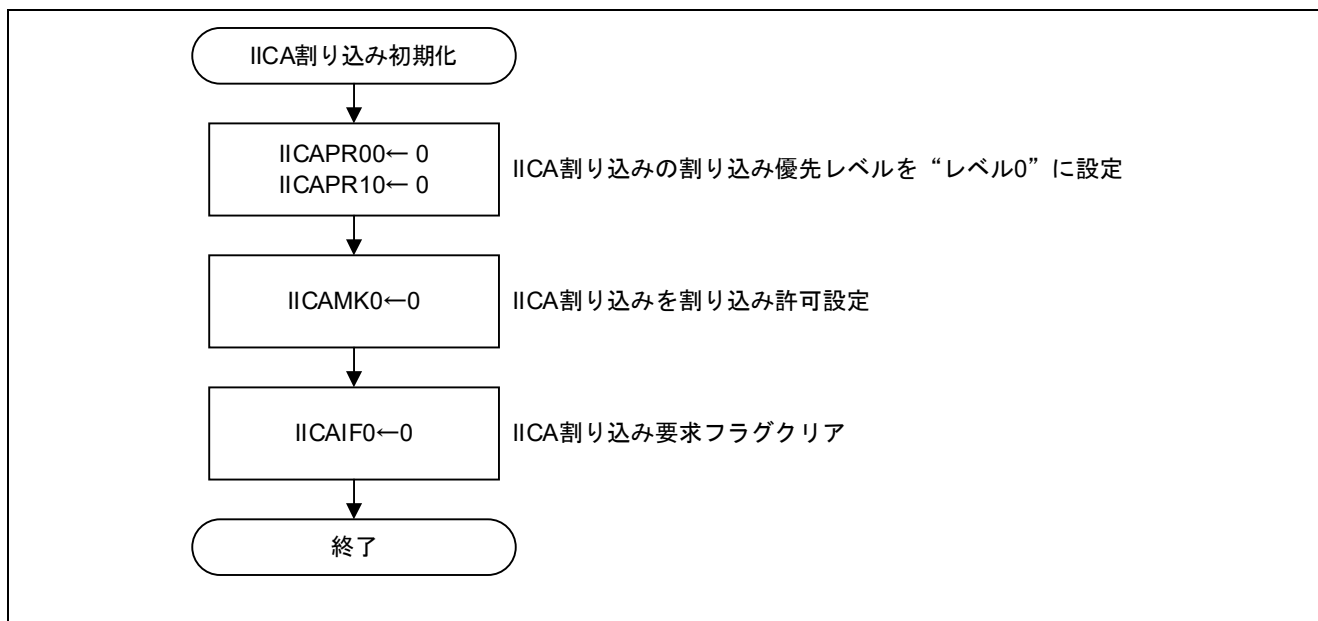 IICA割り込み初期化
IICAPR00← 0
IICAPR10← 0
IICA割り込みの割り込み優先レベルを“レベル0”に設定
IICAMK0←0
IICA割り込みを割り込み許可設定
IICAIF0←0
IICA割り込み要求フラグクリア
終了